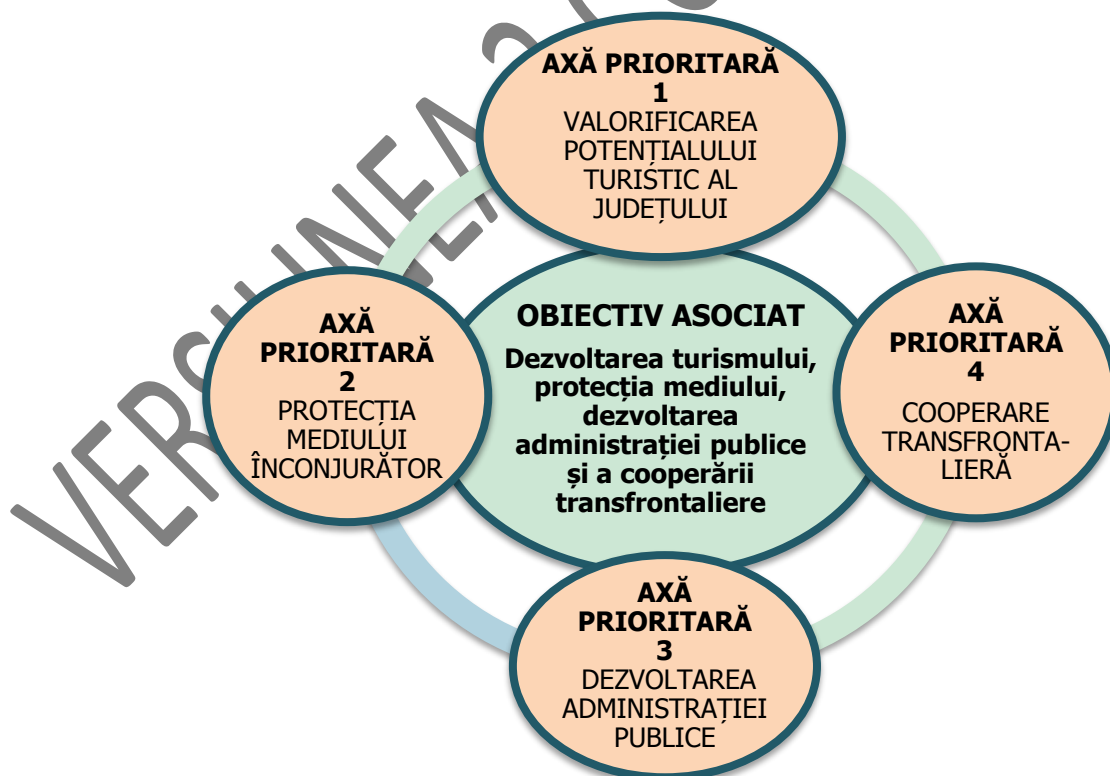 AXĂ PRIORITARĂ
1
VALORIFICAREA
POTENȚIALULUI
TURISTIC AL
JUDEȚULUI
AXĂ
PRIORITARĂ
2
PROTECȚIA
MEDIULUI
ÎNCONJURĂTOR
OBIECTIV ASOCIAT
Dezvoltarea turismului,
protecția mediului,
dezvoltarea
administrației publice
și a cooperării
transfrontaliere
AXĂ
PRIORITARĂ
4
COOPERARE
TRANSFRONTA-
LIERĂ
AXĂ
PRIORITARĂ
3
DEZVOLTAREA
ADMINISTRAȚIEI
PUBLICE
VERSIUNEA